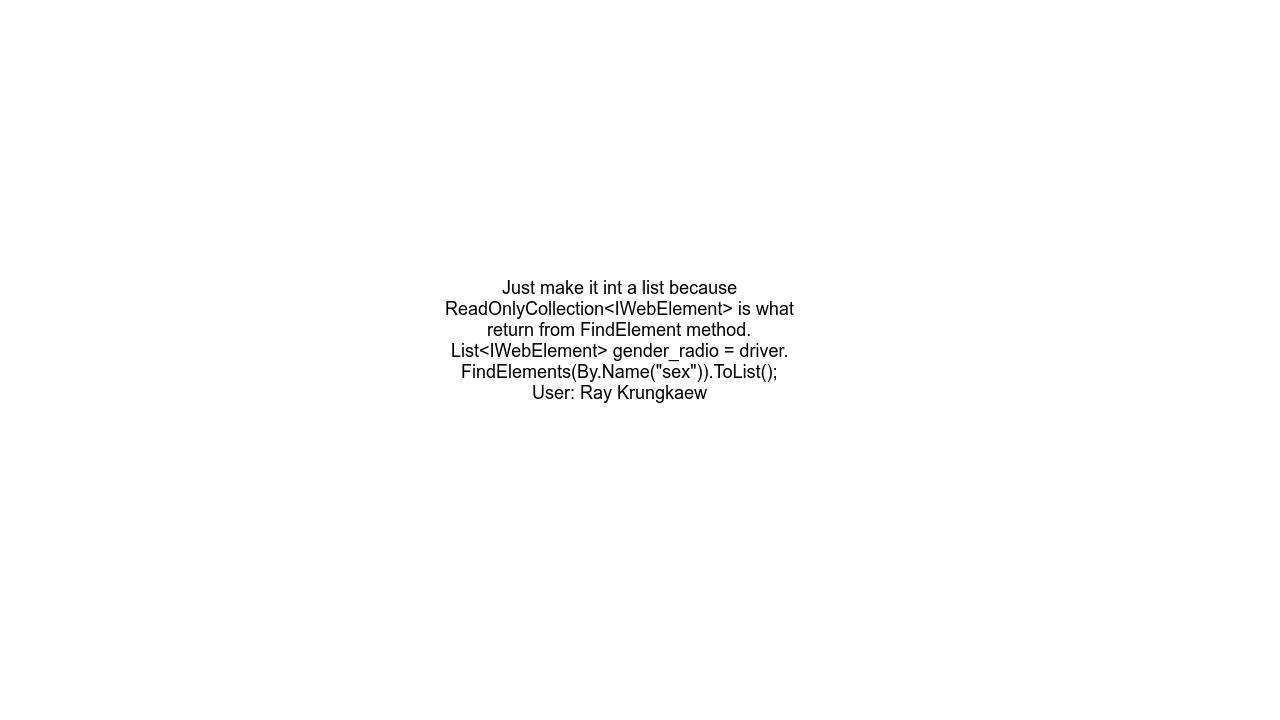 Just make it int a list because
ReadOnlyCollection<IWebElement> is what
return from FindElement method.
List<IWebElement> gender_radio = driver.
FindElements(By.Name("sex")).ToList();
User: Ray Krungkaew